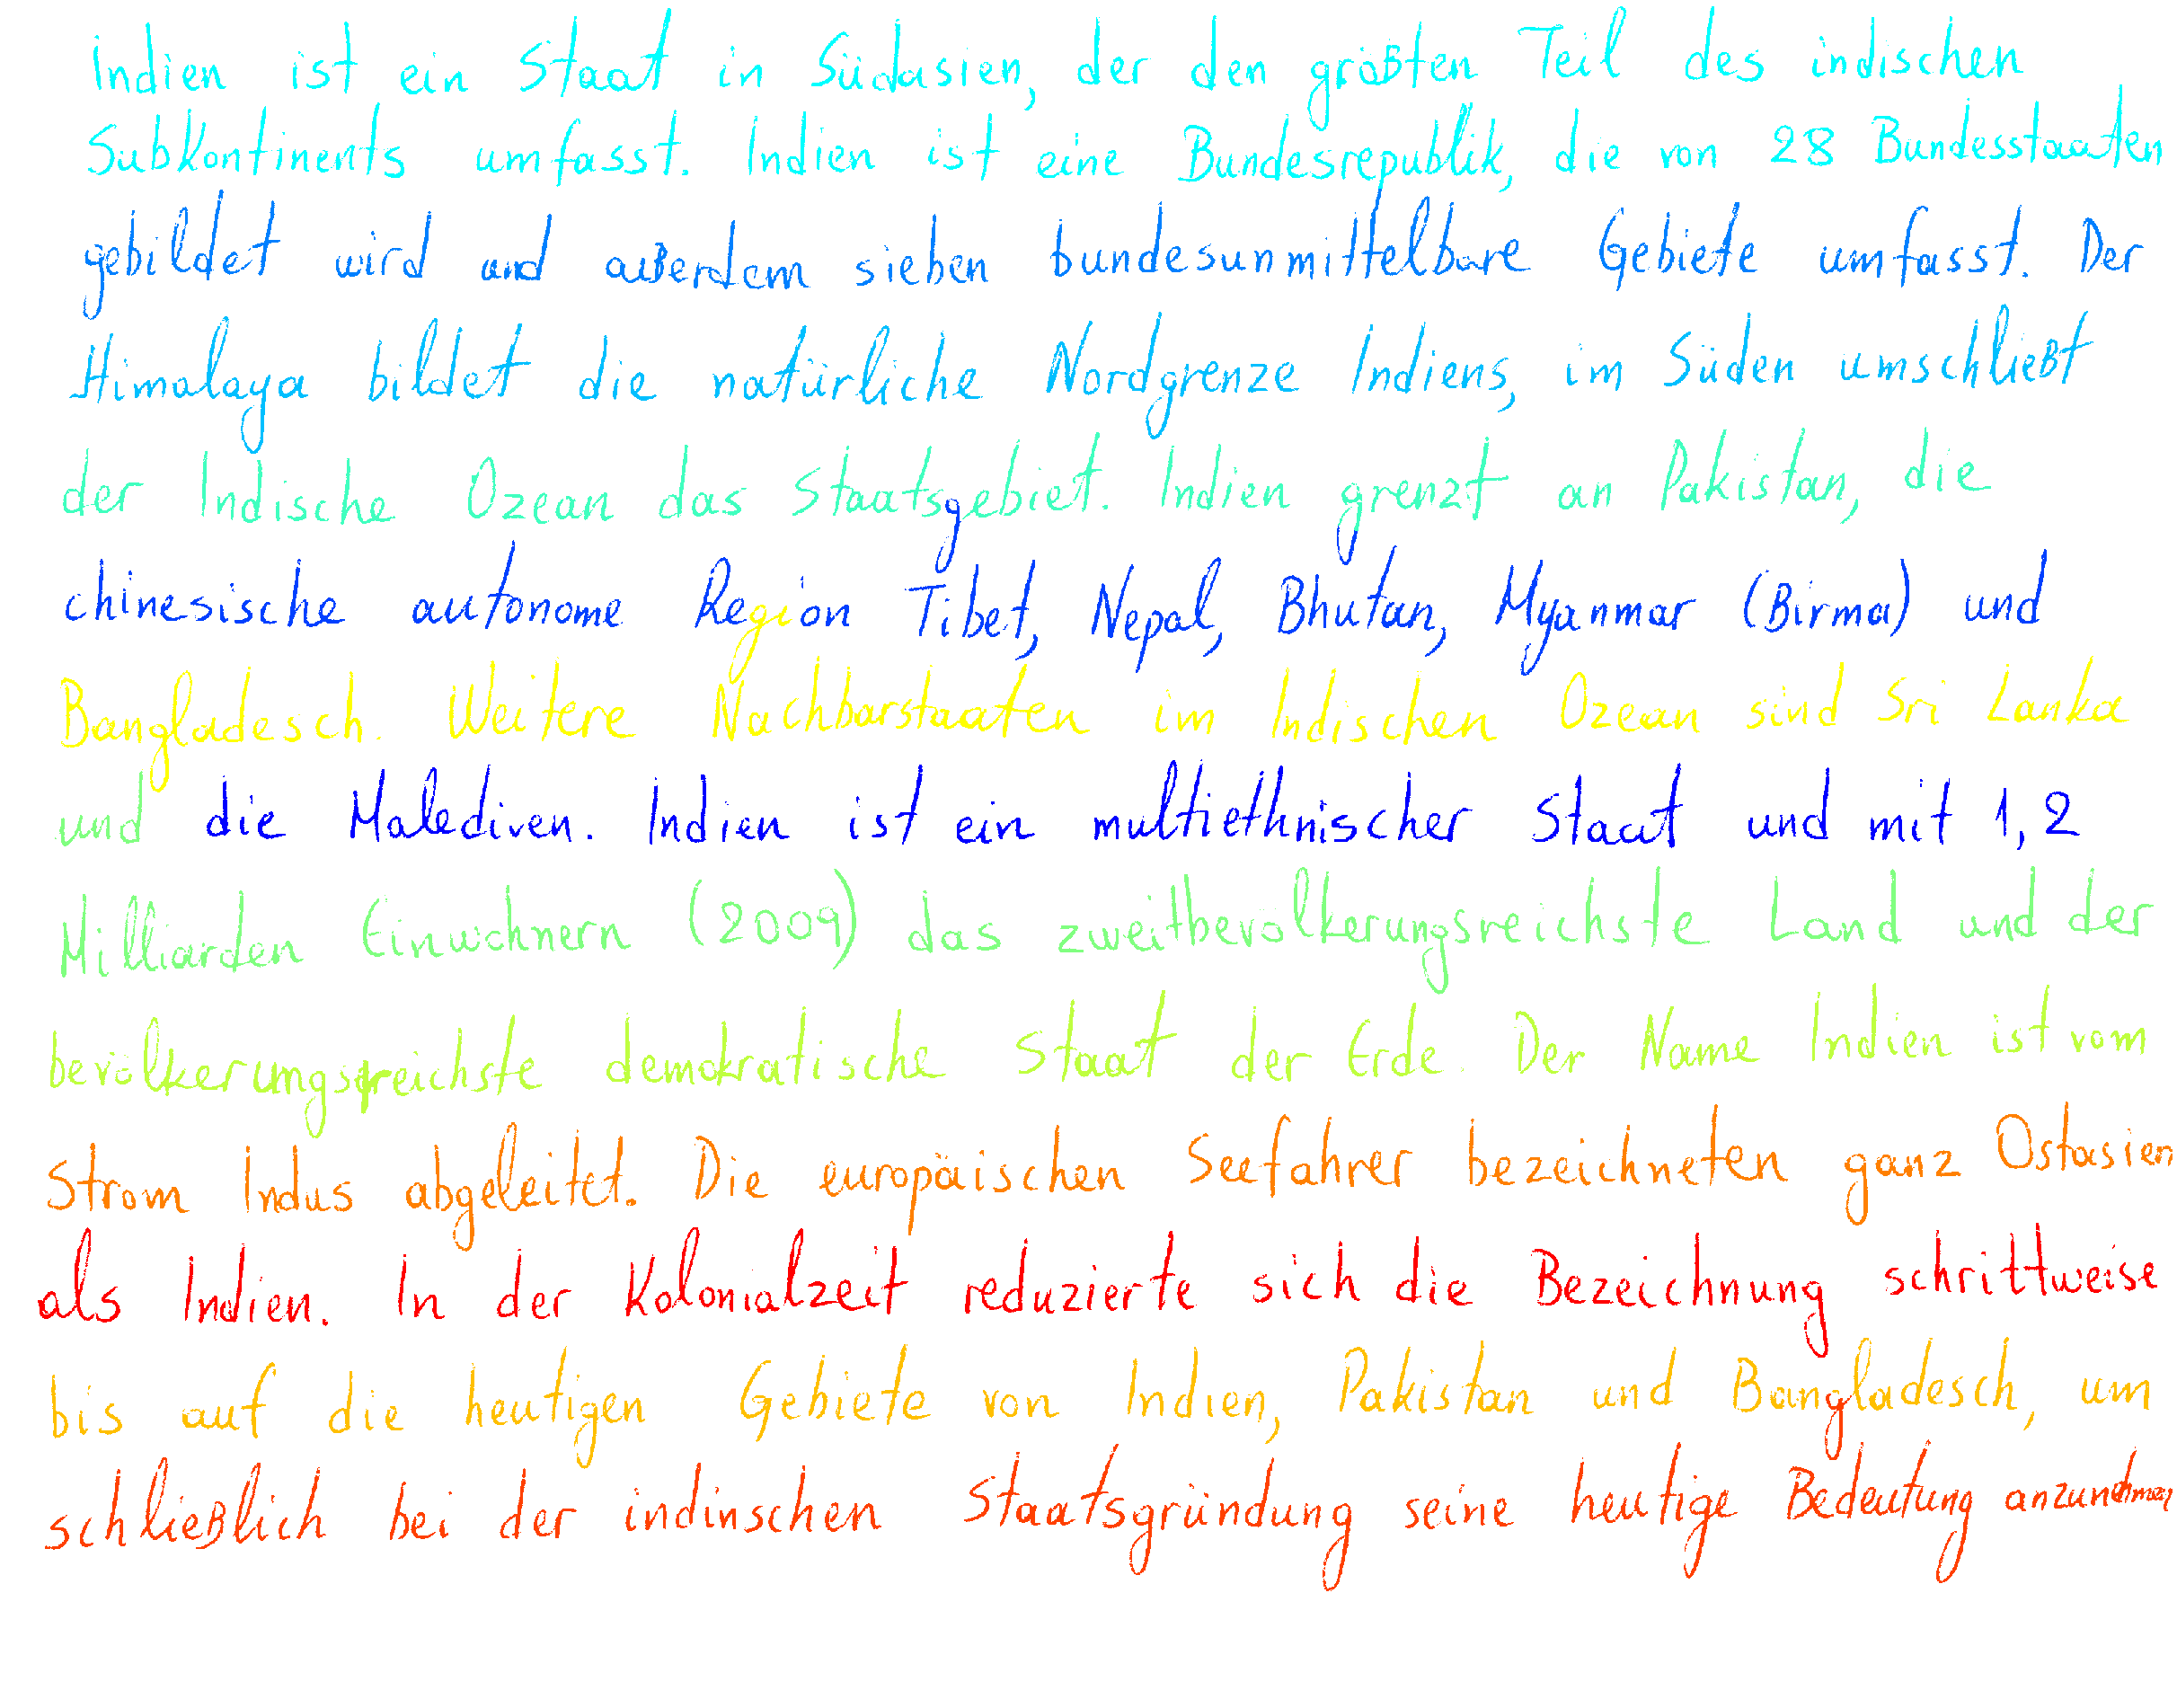 Indien ist ein Staat in Südasien, der den größten Teil des indischen
Subkontinents umfasst. Indien ist eine Bundesrepublik, die von 28 Bundesstaaten
gebildet wird und außerdem sieben bundesunmittelbare Gebiete umfasst. Der
Himalaya bildet die natürliche Nordgrenze Indiens, im Süden umschließt
der Indische Ozean das Staatsgebiet. Indien grenzt an Pakistan, die
chinesische autonome Region Tibet, Nepal, Bhutan, Myanmar (Birma) und
Bangladesch. Weitere Nachbarstaaten im Indischen Ozean sind Sri Lanka
und die Malediven. Indien ist ein multiethnischer Staat und mit 1,2
Milliarden Einwohnern (2009) das zweitbevölkerungsreichste Land und der
bevölkerungsreichste demokratische Staat der Erde. Der Name Indien ist vom
Strom Indus abgeleitet. Die europäischen Seefahrer bezeichneten ganz Ostasien
als Indien. In der Kolonialzeit reduzierte sich die Bezeichnung schrittweise
bis auf die heutigen Gebiete von Indien, Pakistan und Bangladesch, um
schließlich bei der indinschen Staatsgründung seine heutige Bedeutung anzunehmen